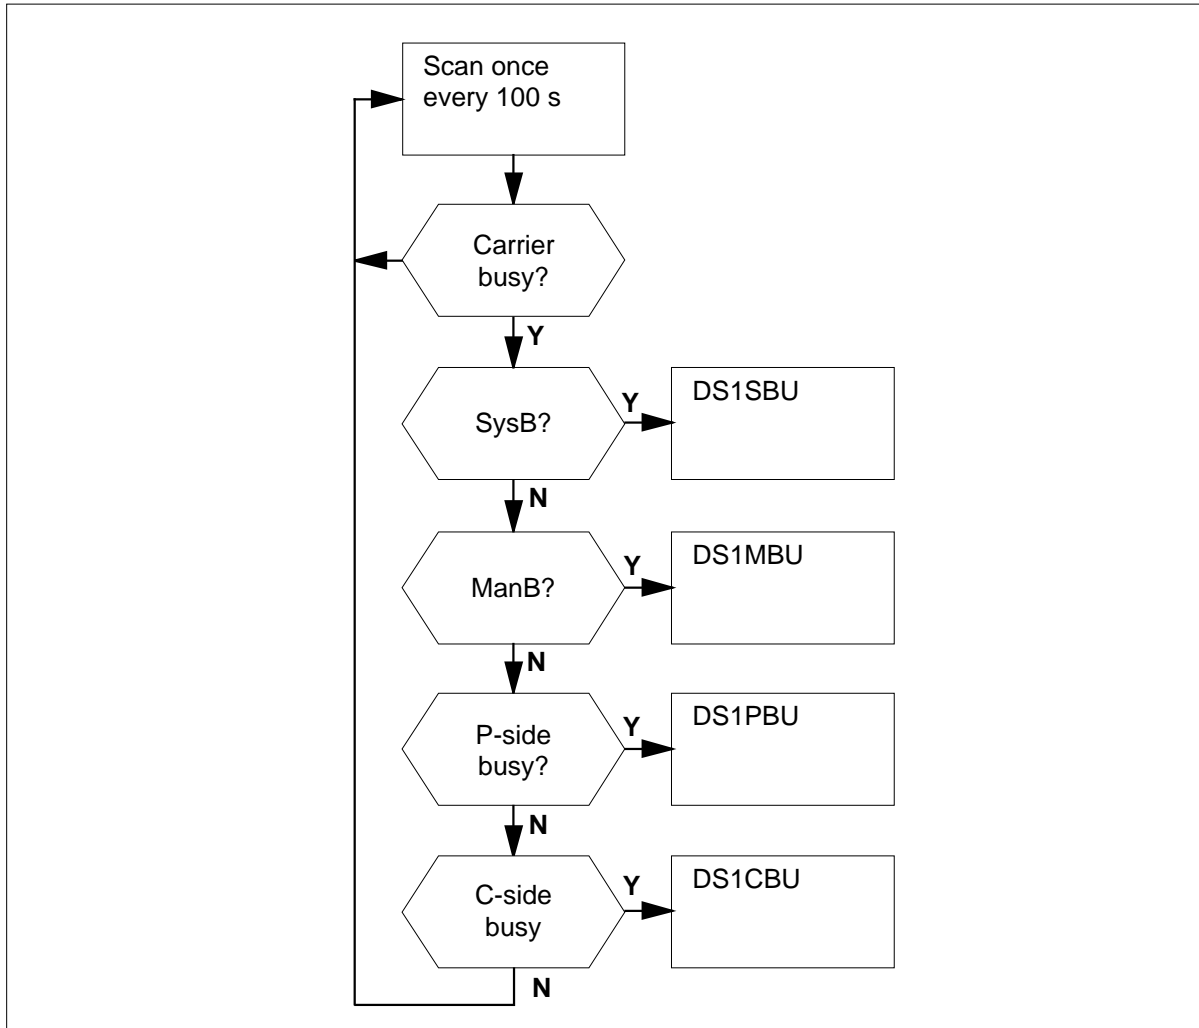 Scan once
every 100 s
Carrier
busy?
Y
SysB?
Y
DS1SBU
N
ManB?
Y
DS1MBU
N
P-side
busy?
Y
DS1PBU
N
C-side
busy
Y
DS1CBU
N